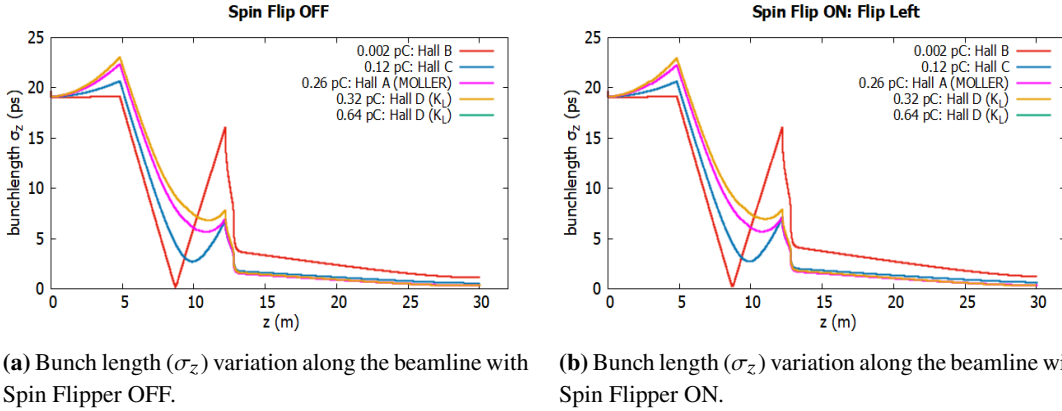 Spin Flip OFF
25
20
15
10
5
0
bunchlength σz (ps)
0.002 pC: Hall B
0.12 pC: Hall C
0.26 pC: Hall A (MOLLER)
0.32 pC: Hall D (KL)
0.64 pC: Hall D (KL)
0 5 10 15 20 25 30
z (m)
(a) Bunch length (σz) variation along the beamline with
Spin Flipper OFF.
Spin Flip ON: Flip Left
25
20
15
10
5
0
bunchlength σz (ps)
0.002 pC: Hall B
0.12 pC: Hall C
0.26 pC: Hall A (MOLLER)
0.32 pC: Hall D (KL)
0.64 pC: Hall D (KL)
0 5 10 15 20 25 30
z (m)
(b) Bunch length (σz) variation along the beamline wi
Spin Flipper ON.